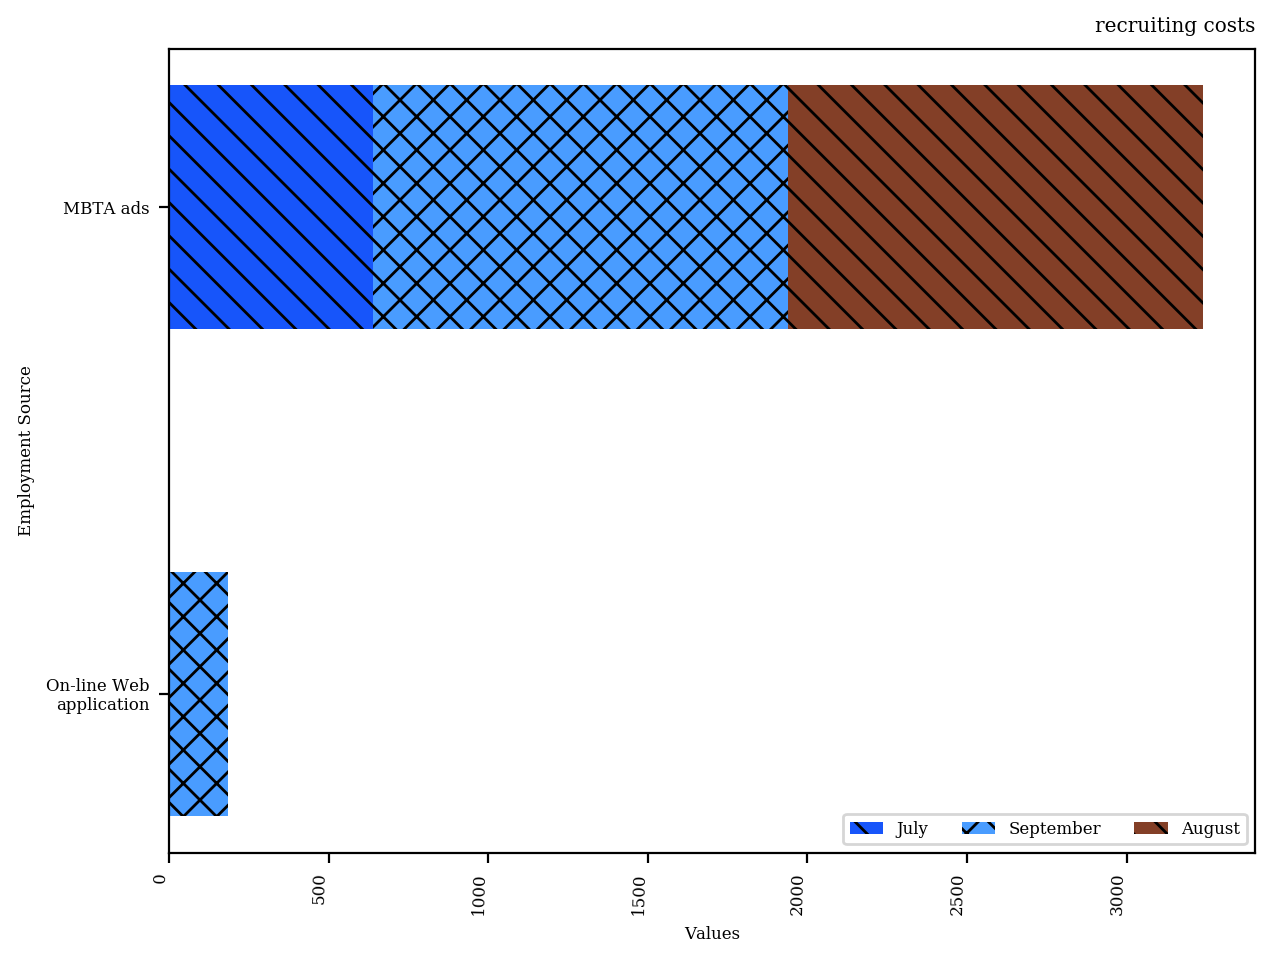 recruiting costs
MBTA ads
On-line Web
application
Employment Source
July
September
August
0
500
1000
1500
2000
2500
3000
Values